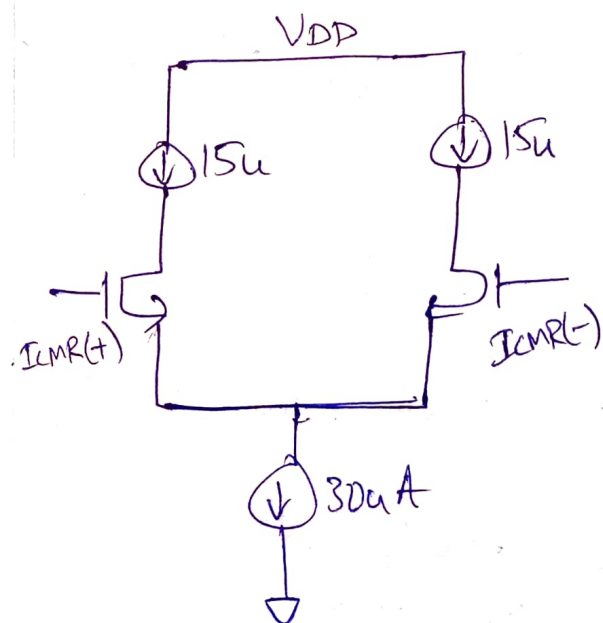 VDD
15u
15u
ICMR(+)
ICMR(-)
30uA